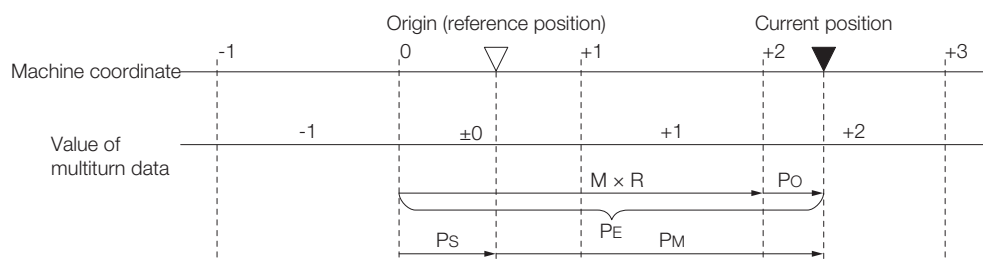 Origin (reference position) Current position
-1 0 +1 +2 +3
Machine coordinate
-1 ±0 +1 +2
Value of
multiturn data
M × R PO
PE
PS PM